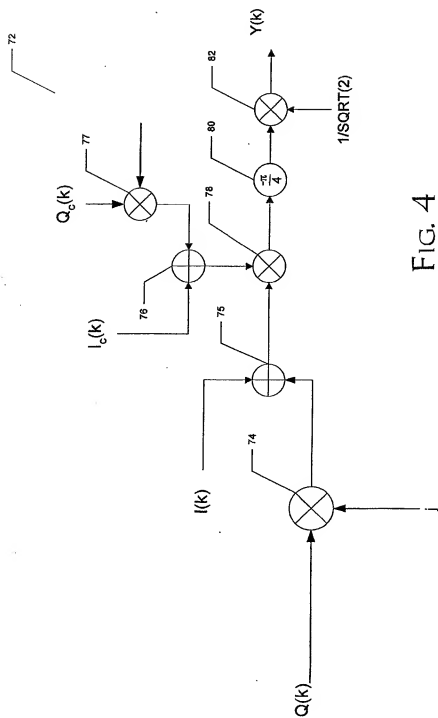 72
Q_c(k)
77
I_c(k)
76
I(k)
75
78
-π
4
80
82
Y(k)
1/SQRT(2)
74
Q(k)
j
FIG. 4